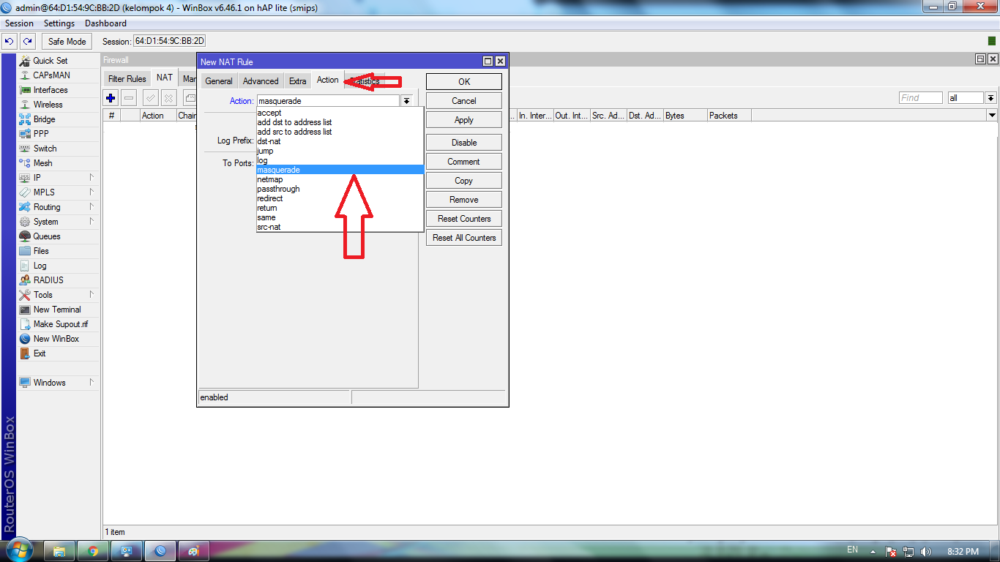 admin@64:D1:54:9C:BB:2D (kelompok 4) - WinBox v6.46.1 on hAP lite (smips)
Session Settings Dashboard
Safe Mode Session: 64:D1:54:9C:BB:2D
Quick Set
CAPsMAN
Interfaces
Wireless
Bridge
PPP
Switch
Mesh
IP
MPLS
Routing
System
Queues
Files
Log
RADIUS
Tools
New Terminal
Make Supout.rif
New WinBox
Exit
Windows
RouterOS WinBox
Firewall
Filter Rules NAT
Find all
# Action Chain
In. Inter... Out. Int... Src. Ad... Dst. Ad... Bytes Packets
New NAT Rule
General Advanced Extra Action Statistics
Action: masquerade
accept
add dst to address list
add src to address list
Log Prefix: dst-nat
jump
log
To Ports:
masquerade
netmap
passthrough
redirect
return
same
src-nat
OK
Cancel
Apply
Disable
Comment
Copy
Remove
Reset Counters
Reset All Counters
enabled
1 item
EN 8:32 PM